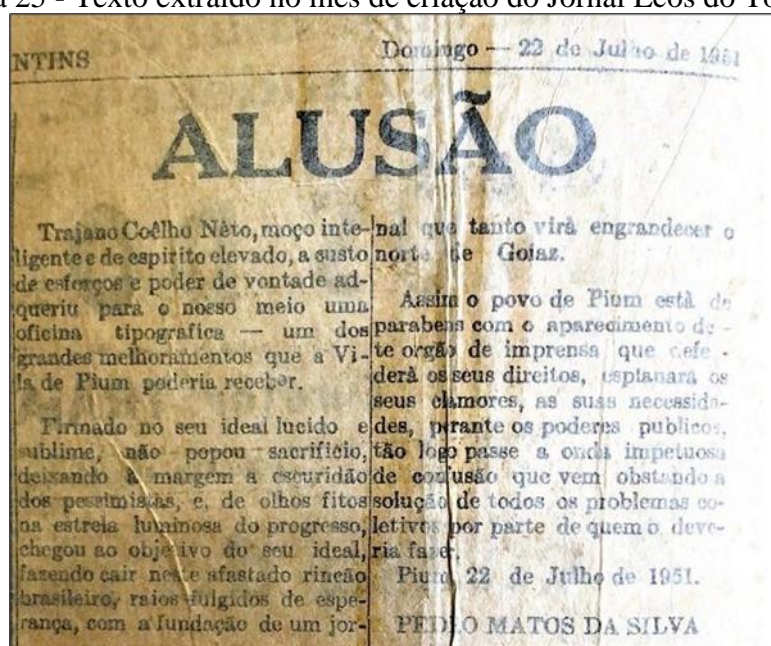 23 - Texto extraído no mês de criação do Jornal Ecos do To
NTINS
Domingo — 22 de Julho de 1951
ALUSÃO
Trajano Coêlho Nêto, moço inte-
ligente e de espirito elevado, a custo
de esforços e poder de vontade ad-
queriu para o nosso meio uma
oficina tipografica — um dos
grandes melhoramentos que a Vi-
la de Pium poderia receber.
Firmado no seu ideal lucido e
sublime, não popou sacrificio,
deixando à margem a escuridão
dos pessimistas, e, de olhos fitos
na estrela luminosa do progresso,
chegou ao objetivo do seu ideal,
fazendo cair neste afastado rincão
brasileiro, raios fulgidos de espe-
rança, com a fundação de um jor-
nal que tanto virá engrandecer o
norte de Goiaz.
Assim o povo de Pium està de
parabens com o aparecimento de-
te orgão de imprensa que defe-
derà os seus direitos, esplanará os
seus clamores, as suas necessida-
des, perante os poderes publicos,
tão lògo passe a onda impetuosa
de confusão que vem obstando a
solução de todos os problemas co-
letivos por parte de quem o deve-
ria fazer.
Pium, 22 de Julho de 1951.
PEDRO MATOS DA SILVA